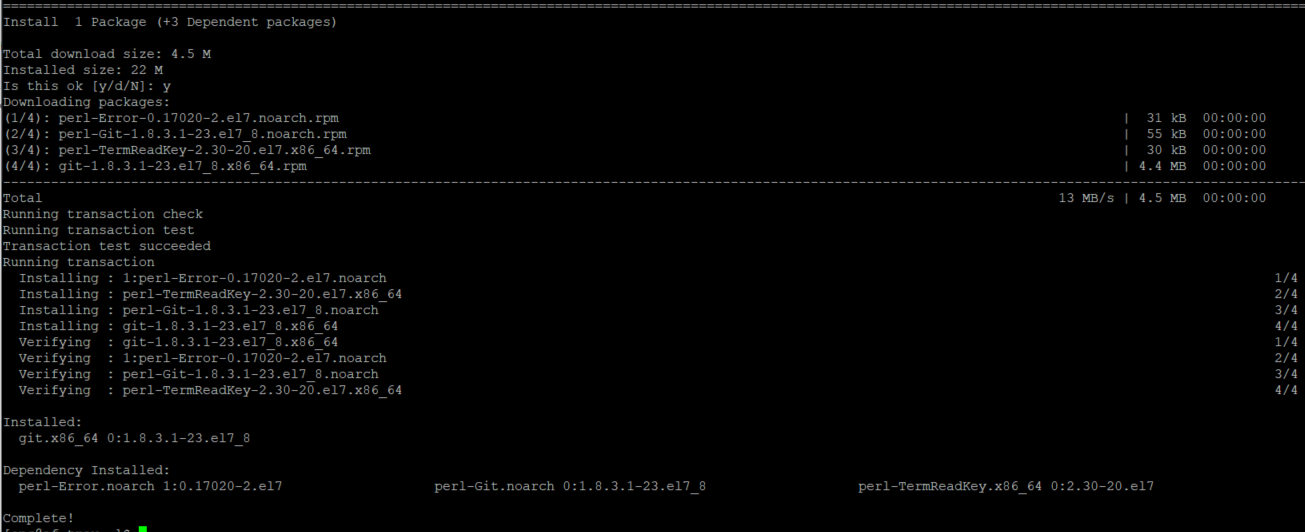 ================================================================================
Install  1 Package (+3 Dependent packages)
Total download size: 4.5 M
Installed size: 22 M
Is this ok [y/d/N]: y
Downloading packages:
(1/4): perl-Error-0.17020-2.el7.noarch.rpm | 31 kB 00:00:00
(2/4): perl-Git-1.8.3.1-23.el7_8.noarch.rpm | 55 kB 00:00:00
(3/4): perl-TermReadKey-2.30-20.el7.x86_64.rpm | 30 kB 00:00:00
(4/4): git-1.8.3.1-23.el7_8.x86_64.rpm | 4.4 MB 00:00:00
--------------------------------------------------------------------------------
Total 13 MB/s | 4.5 MB 00:00:00
Running transaction check
Running transaction test
Transaction test succeeded
Running transaction
Installing : 1:perl-Error-0.17020-2.el7.noarch 1/4
Installing : perl-TermReadKey-2.30-20.el7.x86_64 2/4
Installing : perl-Git-1.8.3.1-23.el7_8.noarch 3/4
Installing : git-1.8.3.1-23.el7_8.x86_64 4/4
Verifying : git-1.8.3.1-23.el7_8.x86_64 1/4
Verifying : 1:perl-Error-0.17020-2.el7.noarch 2/4
Verifying : perl-Git-1.8.3.1-23.el7_8.noarch 3/4
Verifying : perl-TermReadKey-2.30-20.el7.x86_64 4/4
Installed:
git.x86_64 0:1.8.3.1-23.el7_8
Dependency Installed:
perl-Error.noarch 1:0.17020-2.el7 perl-Git.noarch 0:1.8.3.1-23.el7_8 perl-TermReadKey.x86_64 0:2.30-20.el7
Complete!